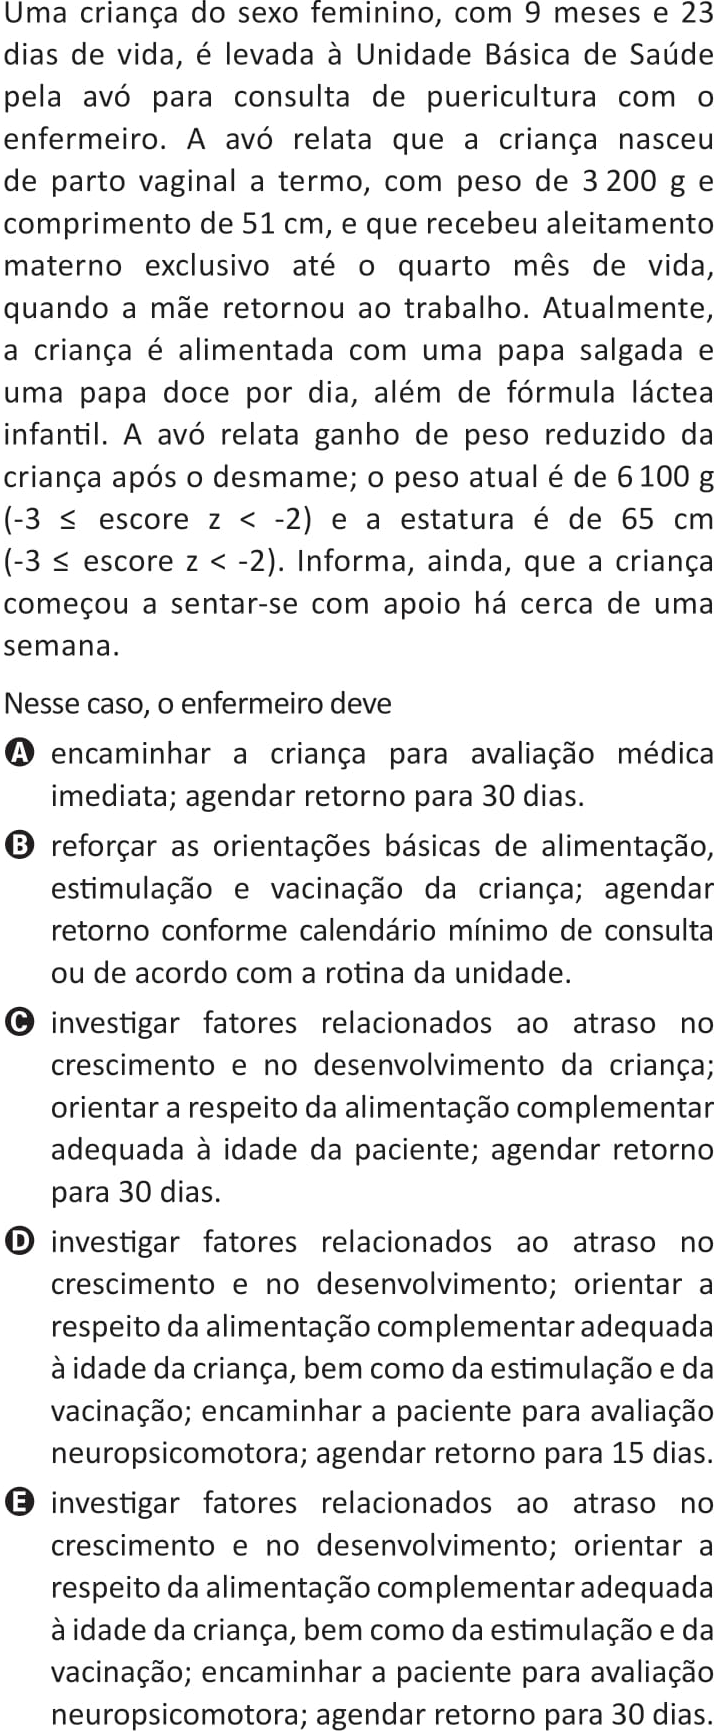 Uma criança do sexo feminino, com 9 meses e 23
dias de vida, é levada à Unidade Básica de Saúde
pela avó para consulta de puericultura com o
enfermeiro. A avó relata que a criança nasceu
de parto vaginal a termo, com peso de 3 200 g e
comprimento de 51 cm, e que recebeu aleitamento
materno exclusivo até o quarto mês de vida,
quando a mãe retornou ao trabalho. Atualmente,
a criança é alimentada com uma papa salgada e
uma papa doce por dia, além de fórmula láctea
infantil. A avó relata ganho de peso reduzido da
criança após o desmame; o peso atual é de 6 100 g
(-3 ≤ escore z < -2) e a estatura é de 65 cm
(-3 ≤ escore z < -2). Informa, ainda, que a criança
começou a sentar-se com apoio há cerca de uma
semana.
Nesse caso, o enfermeiro deve
A encaminhar a criança para avaliação médica
imediata; agendar retorno para 30 dias.
B reforçar as orientações básicas de alimentação,
estimulação e vacinação da criança; agendar
retorno conforme calendário mínimo de consulta
ou de acordo com a rotina da unidade.
C investigar fatores relacionados ao atraso no
crescimento e no desenvolvimento da criança;
orientar a respeito da alimentação complementar
adequada à idade da paciente; agendar retorno
para 30 dias.
D investigar fatores relacionados ao atraso no
crescimento e no desenvolvimento; orientar a
respeito da alimentação complementar adequada
à idade da criança, bem como da estimulação e da
vacinação; encaminhar a paciente para avaliação
neuropsicomotora; agendar retorno para 15 dias.
E investigar fatores relacionados ao atraso no
crescimento e no desenvolvimento; orientar a
respeito da alimentação complementar adequada
à idade da criança, bem como da estimulação e da
vacinação; encaminhar a paciente para avaliação
neuropsicomotora; agendar retorno para 30 dias.